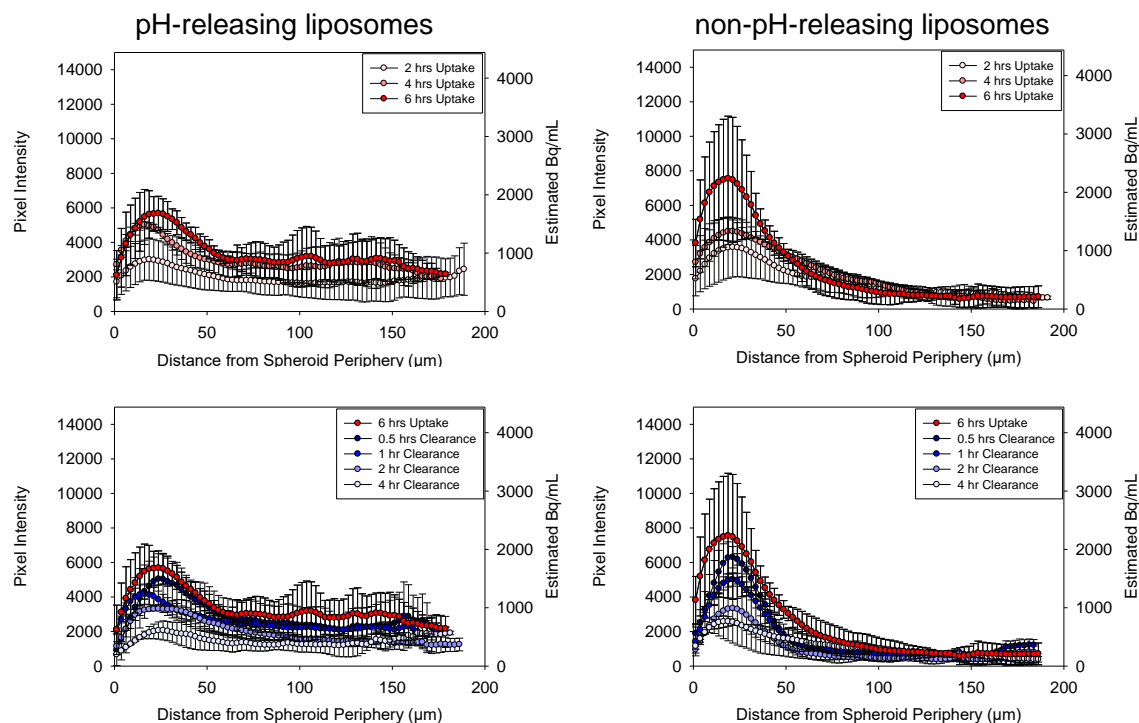 pH-releasing liposomes
non-pH-releasing liposomes
14000
12000
10000
8000
6000
4000
2000
0
Pixel Intensity
2 hrs Uptake
4 hrs Uptake
6 hrs Uptake
4000
3000
2000
1000
0
Estimated Bq/mL
0
50
100
150
200
Distance from Spheroid Periphery (µm)
14000
12000
10000
8000
6000
4000
2000
0
Pixel Intensity
2 hrs Uptake
4 hrs Uptake
6 hrs Uptake
4000
3000
2000
1000
0
Estimated Bq/mL
0
50
100
150
200
Distance from Spheroid Periphery (µm)
14000
12000
10000
8000
6000
4000
2000
0
Pixel Intensity
6 hrs Uptake
0.5 hrs Clearance
1 hr Clearance
2 hr Clearance
4 hr Clearance
4000
3000
2000
1000
0
Estimated Bq/mL
0
50
100
150
200
Distance from Spheroid Periphery (µm)
14000
12000
10000
8000
6000
4000
2000
0
Pixel Intensity
6 hrs Uptake
0.5 hrs Clearance
1 hr Clearance
2 hr Clearance
4 hr Clearance
4000
3000
2000
1000
0
Estimated Bq/mL
0
50
100
150
200
Distance from Spheroid Periphery (µm)